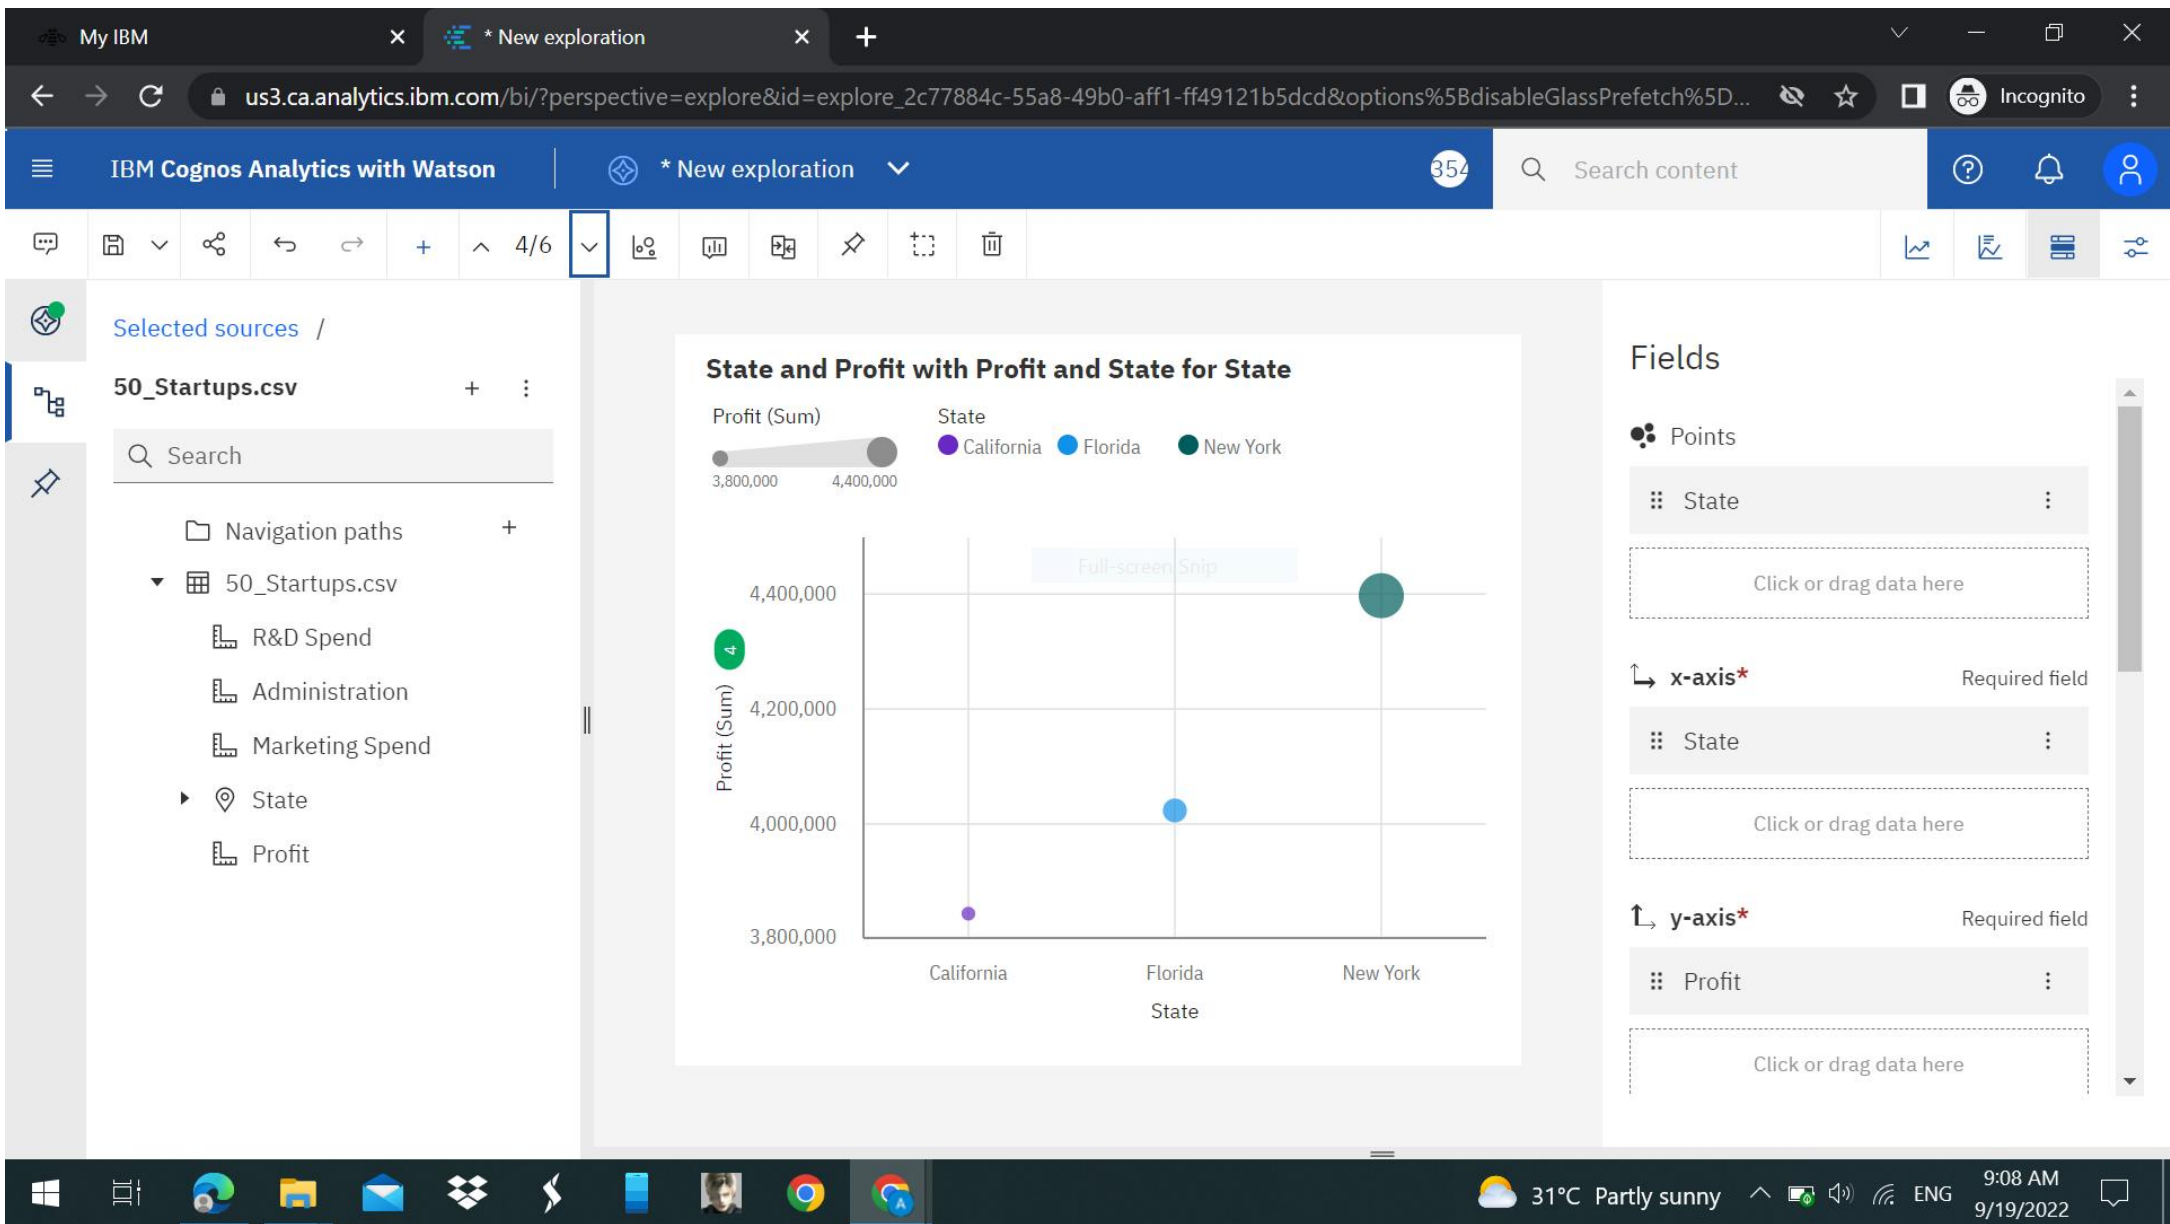 My IBM
* New exploration
us3.ca.analytics.ibm.com/bi/?perspective=explore&id=explore_2c77884c-55a8-49b0-aff1-ff49121b5dcd&options%5BdisableGlassPrefetch%5D...
Incognito
IBM Cognos Analytics with Watson
* New exploration
354
Search content
4/6
Selected sources /
50_Startups.csv
Search
Navigation paths
50_Startups.csv
R&D Spend
Administration
Marketing Spend
State
Profit
State and Profit with Profit and State for State
Profit (Sum)
3,800,000
4,400,000
State
California
Florida
New York
Full-screen Snip
4,400,000
4,200,000
4,000,000
3,800,000
4
Profit (Sum)
California
Florida
New York
State
Fields
Points
State
Click or drag data here
x-axis*
Required field
State
Click or drag data here
y-axis*
Required field
Profit
Click or drag data here
31°C Partly sunny
ENG
9:08 AM
9/19/2022